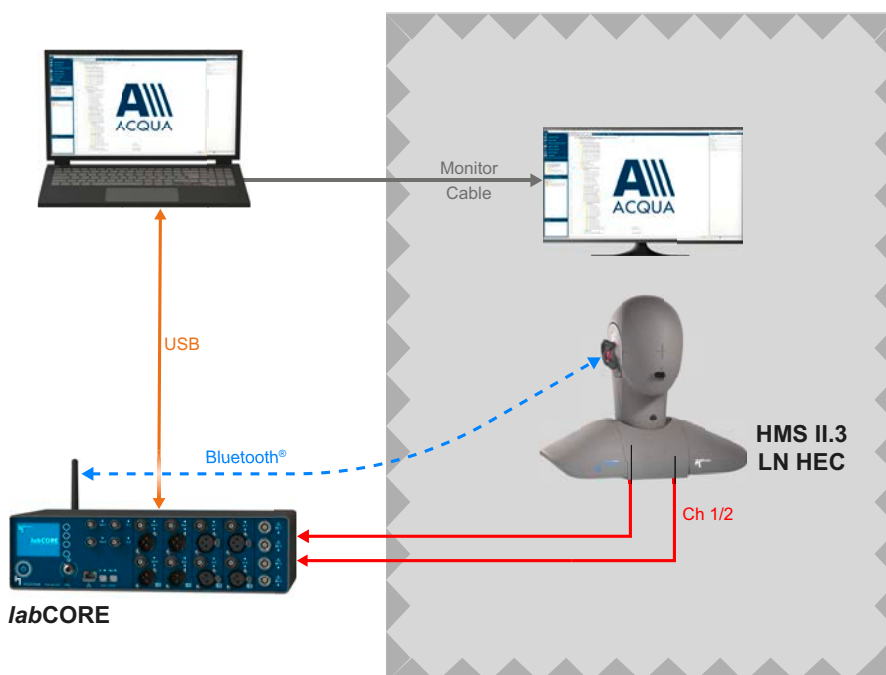 ACQUA
Monitor
Cable
ACQUA
USB
Bluetooth®
HMS II.3
LN HEC
Ch 1/2
labCORE
labCORE